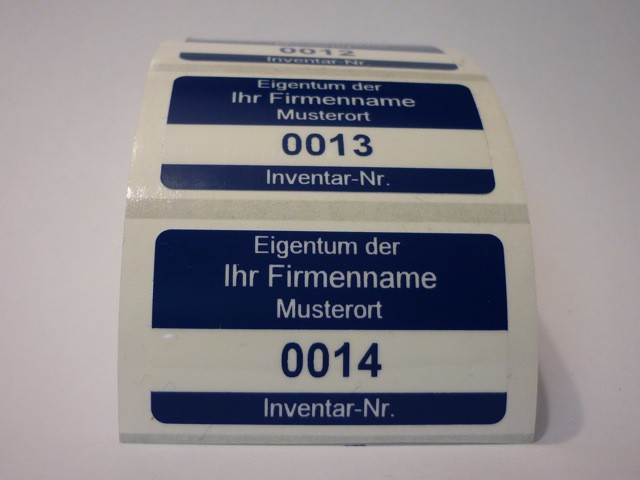 0012
Inventar-Nr.
Eigentum der
Ihr Firmenname
Musterort
0013
Inventar-Nr.
Eigentum der
Ihr Firmenname
Musterort
0014
Inventar-Nr.